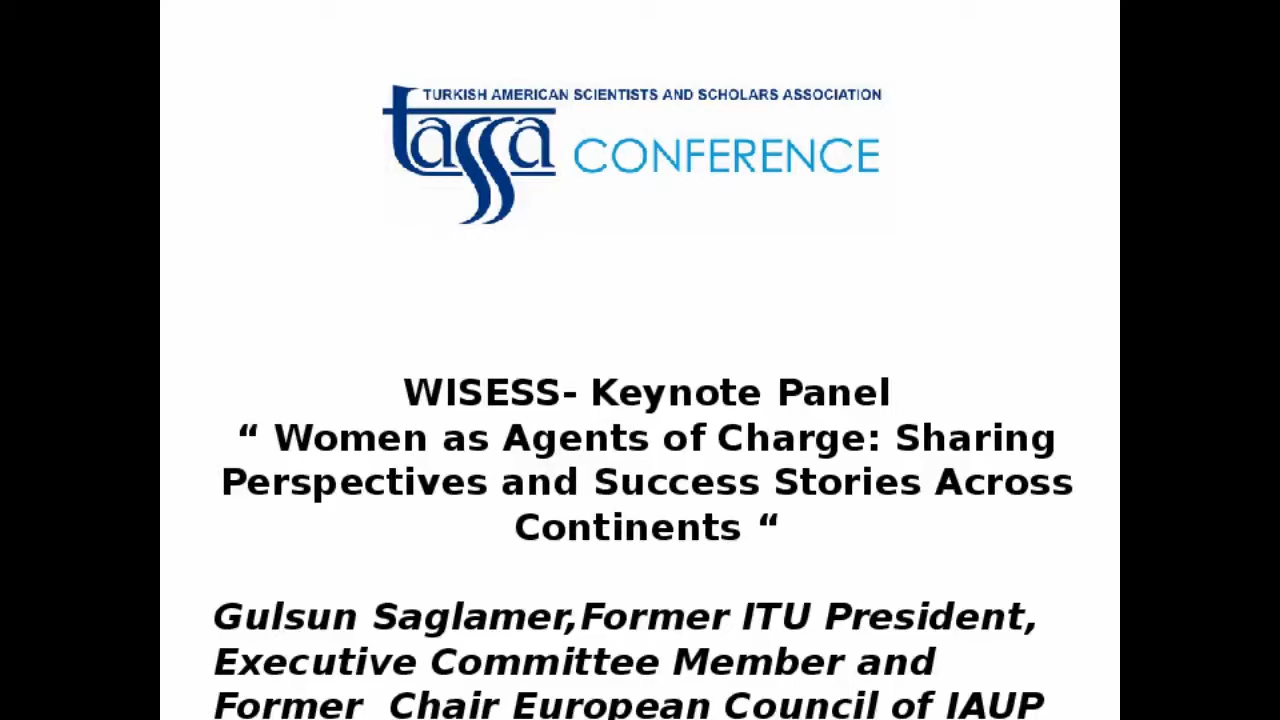 TURKISH AMERICAN SCIENTISTS AND SCHOLARS ASSOCIATION
tassa CONFERENCE
WISESS- Keynote Panel
“ Women as Agents of Charge: Sharing
Perspectives and Success Stories Across
Continents “
Gulsun Saglamer,Former ITU President,
Executive Committee Member and
Former  Chair European Council of IAUP